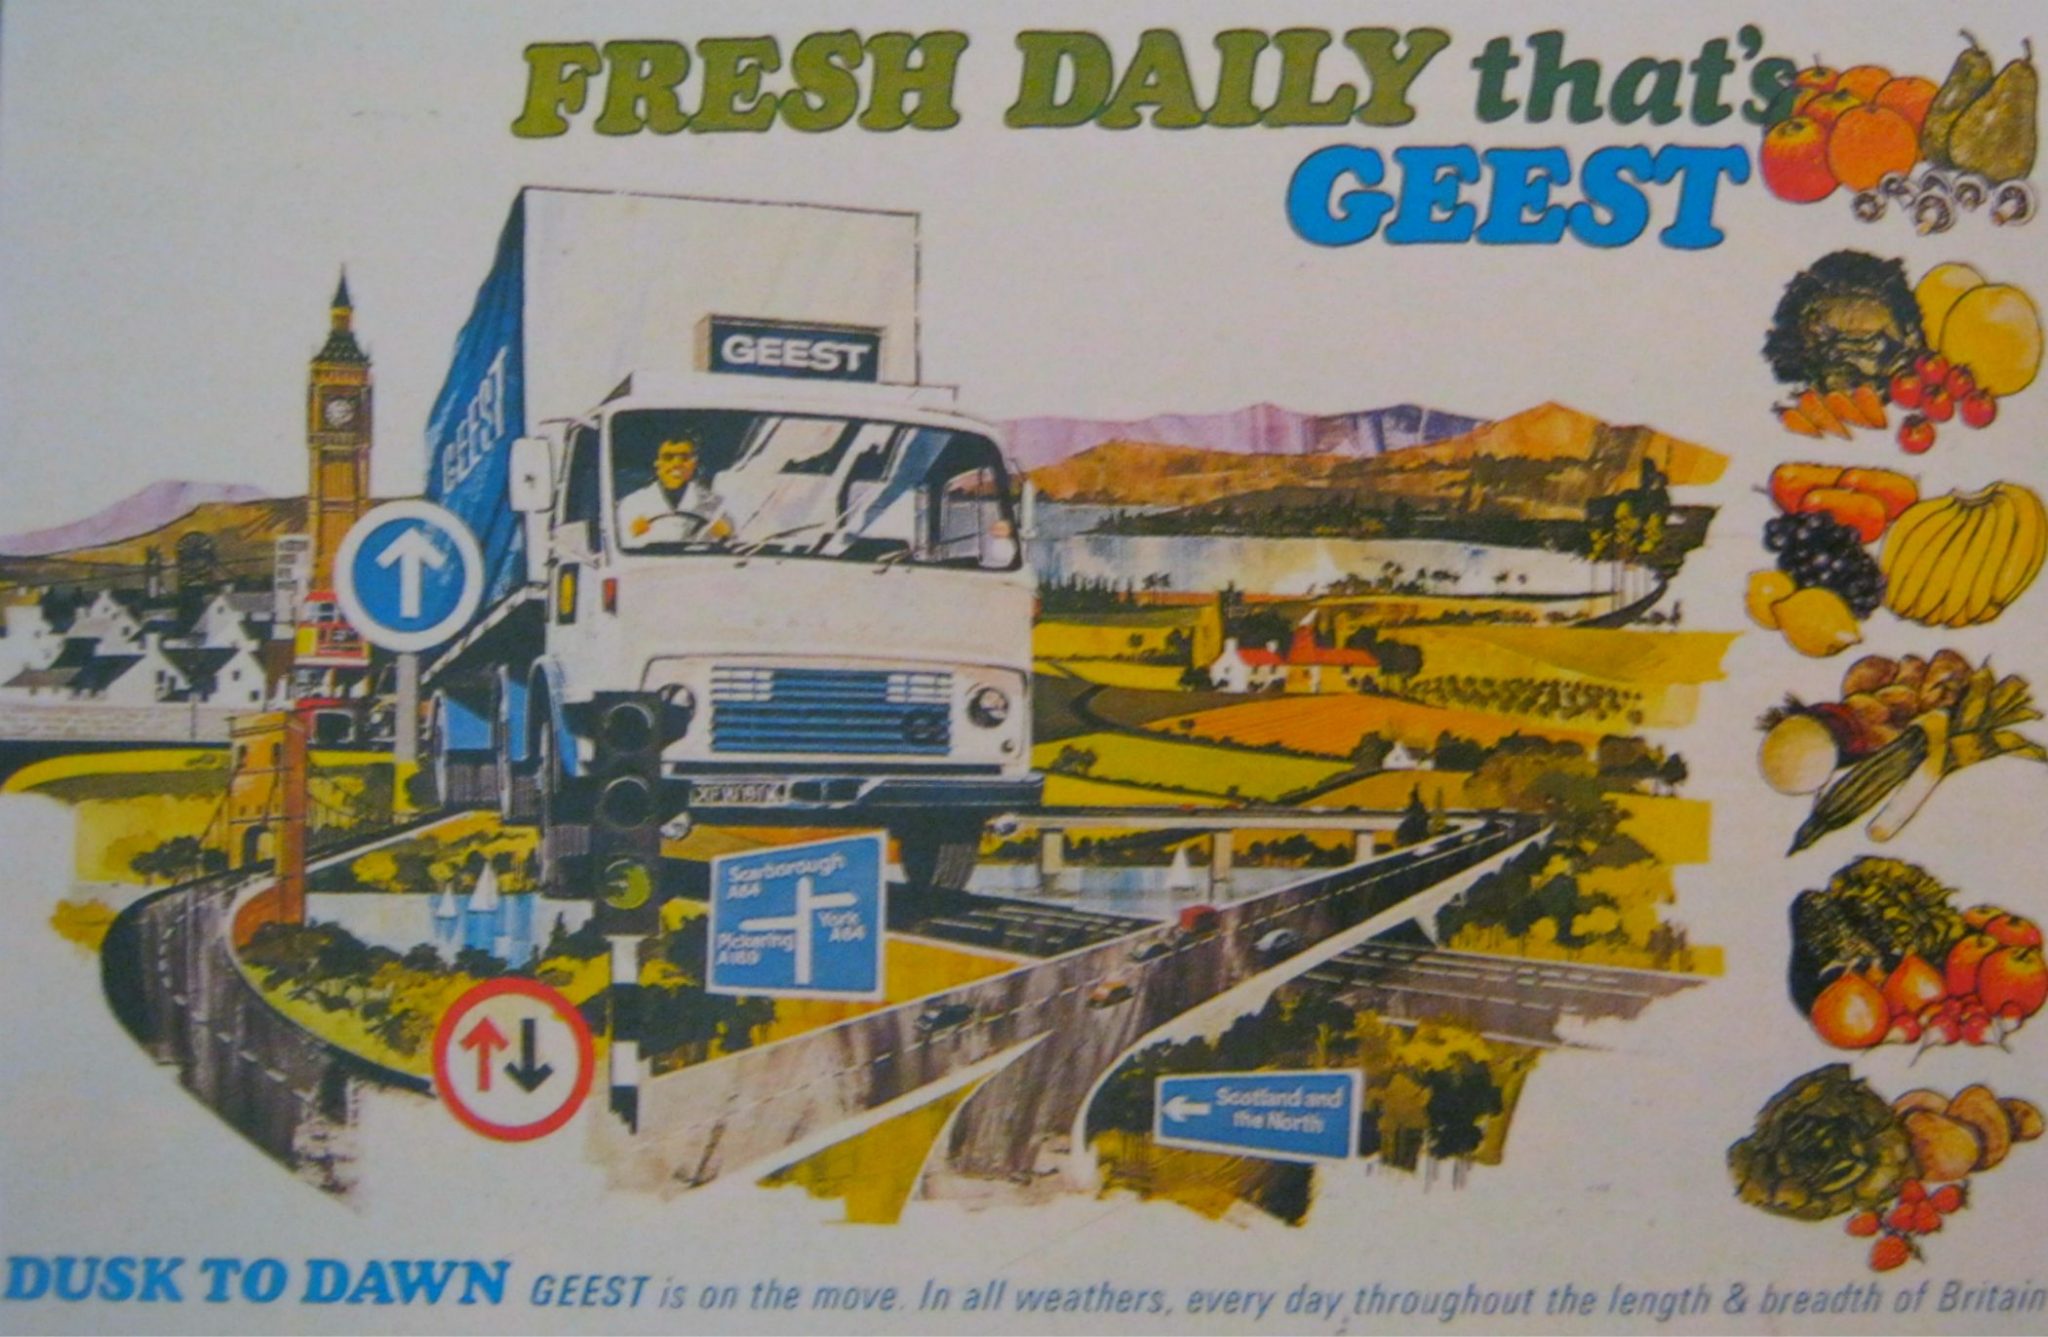 FRESH DAILY that's
GEEST
GEEST
GEEST
Scarborough
A64
York
A64
Pickering
A169
Scotland and
the North
DUSK TO DAWN GEEST is on the move. In all weathers, every day throughout the length & breadth of Britain